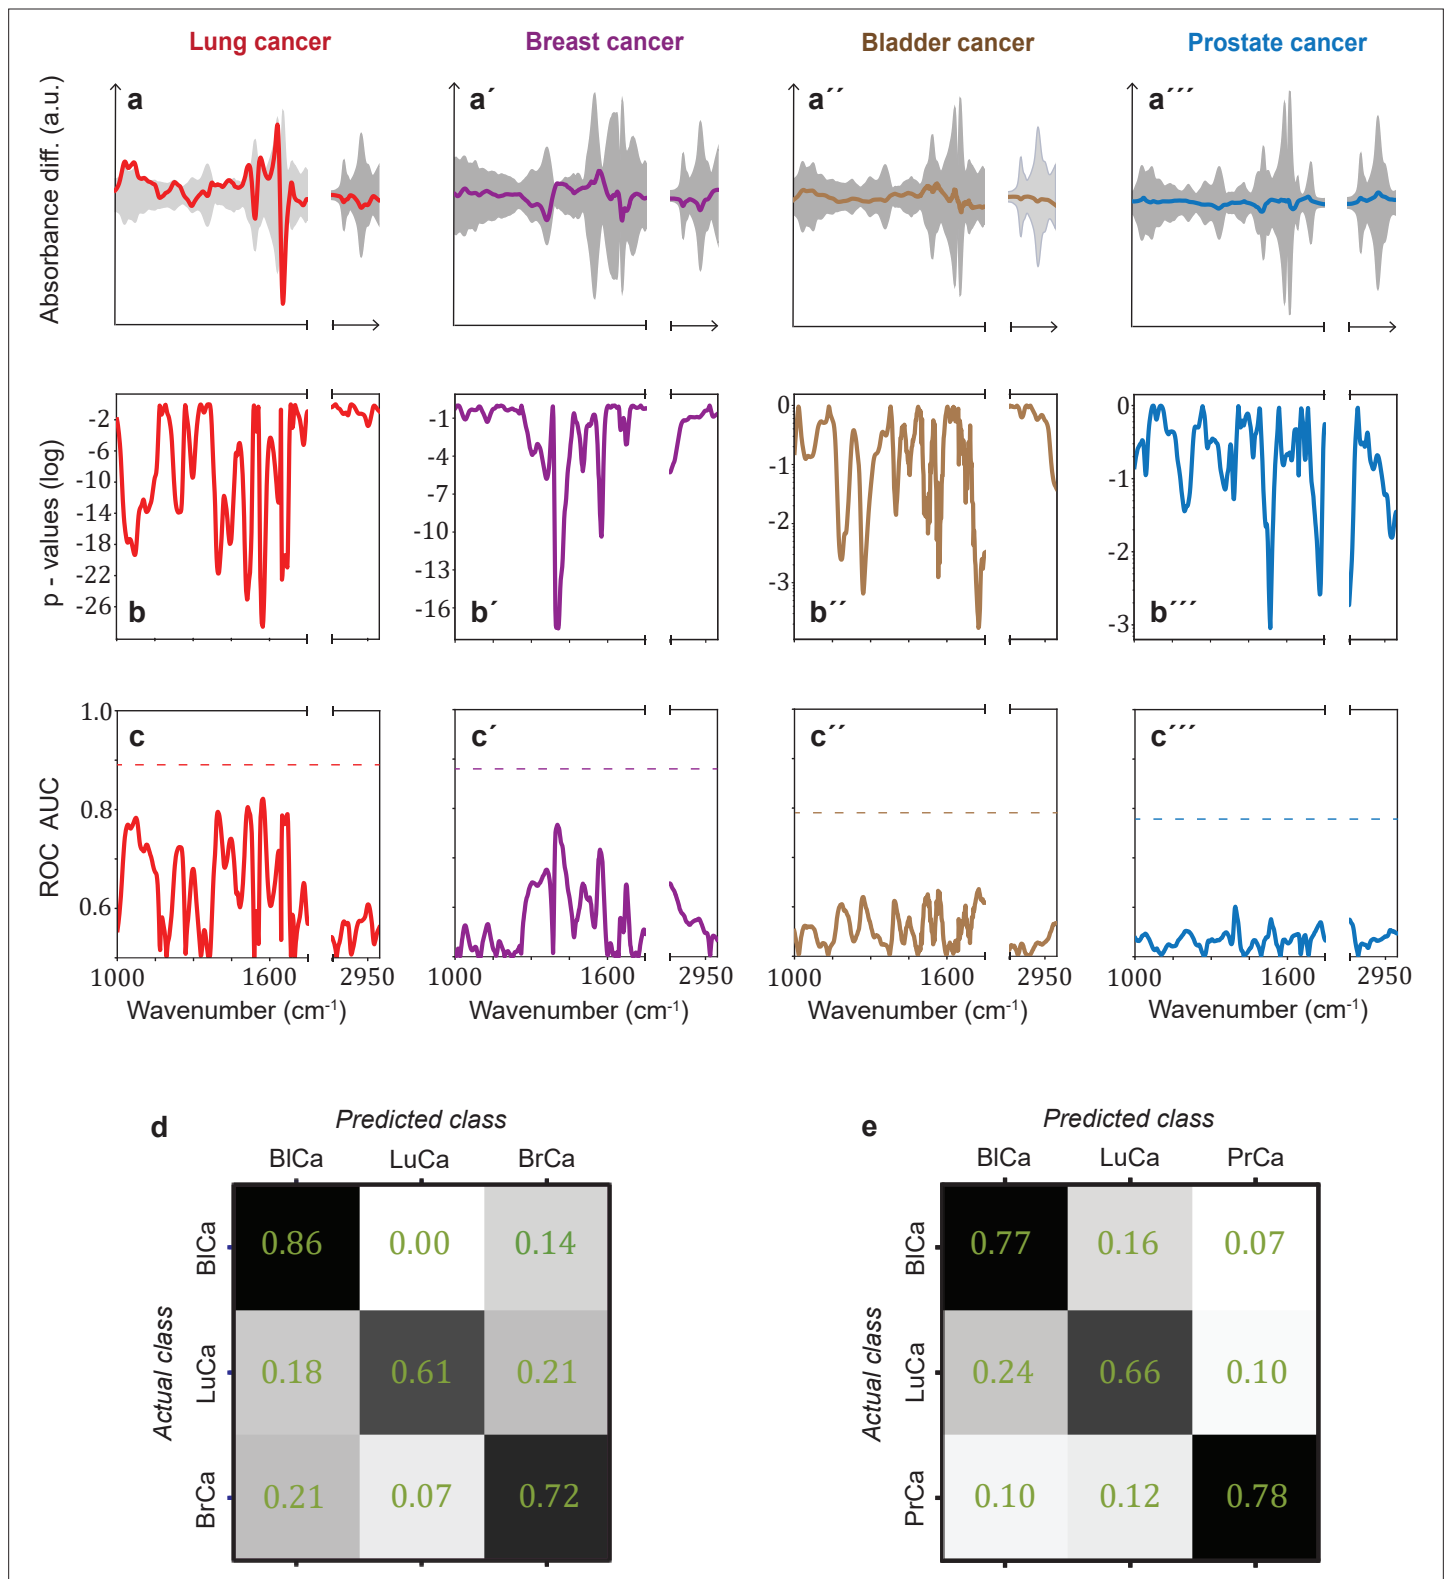 Lung cancer Breast cancer Bladder cancer Prostate cancer
Absorbance diff. (a.u.)
a a´ a´´ a´´´
p - values (log)
-2
-6
-10
-14
-18
-22
-26
b
-1
-4
-7
-10
-13
-16
b´
0
-1
-2
-3
b´´
0
-1
-2
-3
b´´´
ROC AUC
1.0
0.8
0.6
c c´ c´´ c´´´
1000 1600 2950 1000 1600 2950 1000 1600 2950 1000 1600 2950
Wavenumber (cm-1) Wavenumber (cm-1) Wavenumber (cm-1) Wavenumber (cm-1)
d
Predicted class
BlCa LuCa BrCa
Actual class
BlCa 0.86 0.00 0.14
LuCa 0.18 0.61 0.21
BrCa 0.21 0.07 0.72
e
Predicted class
BlCa LuCa PrCa
Actual class
BlCa 0.77 0.16 0.07
LuCa 0.24 0.66 0.10
PrCa 0.10 0.12 0.78